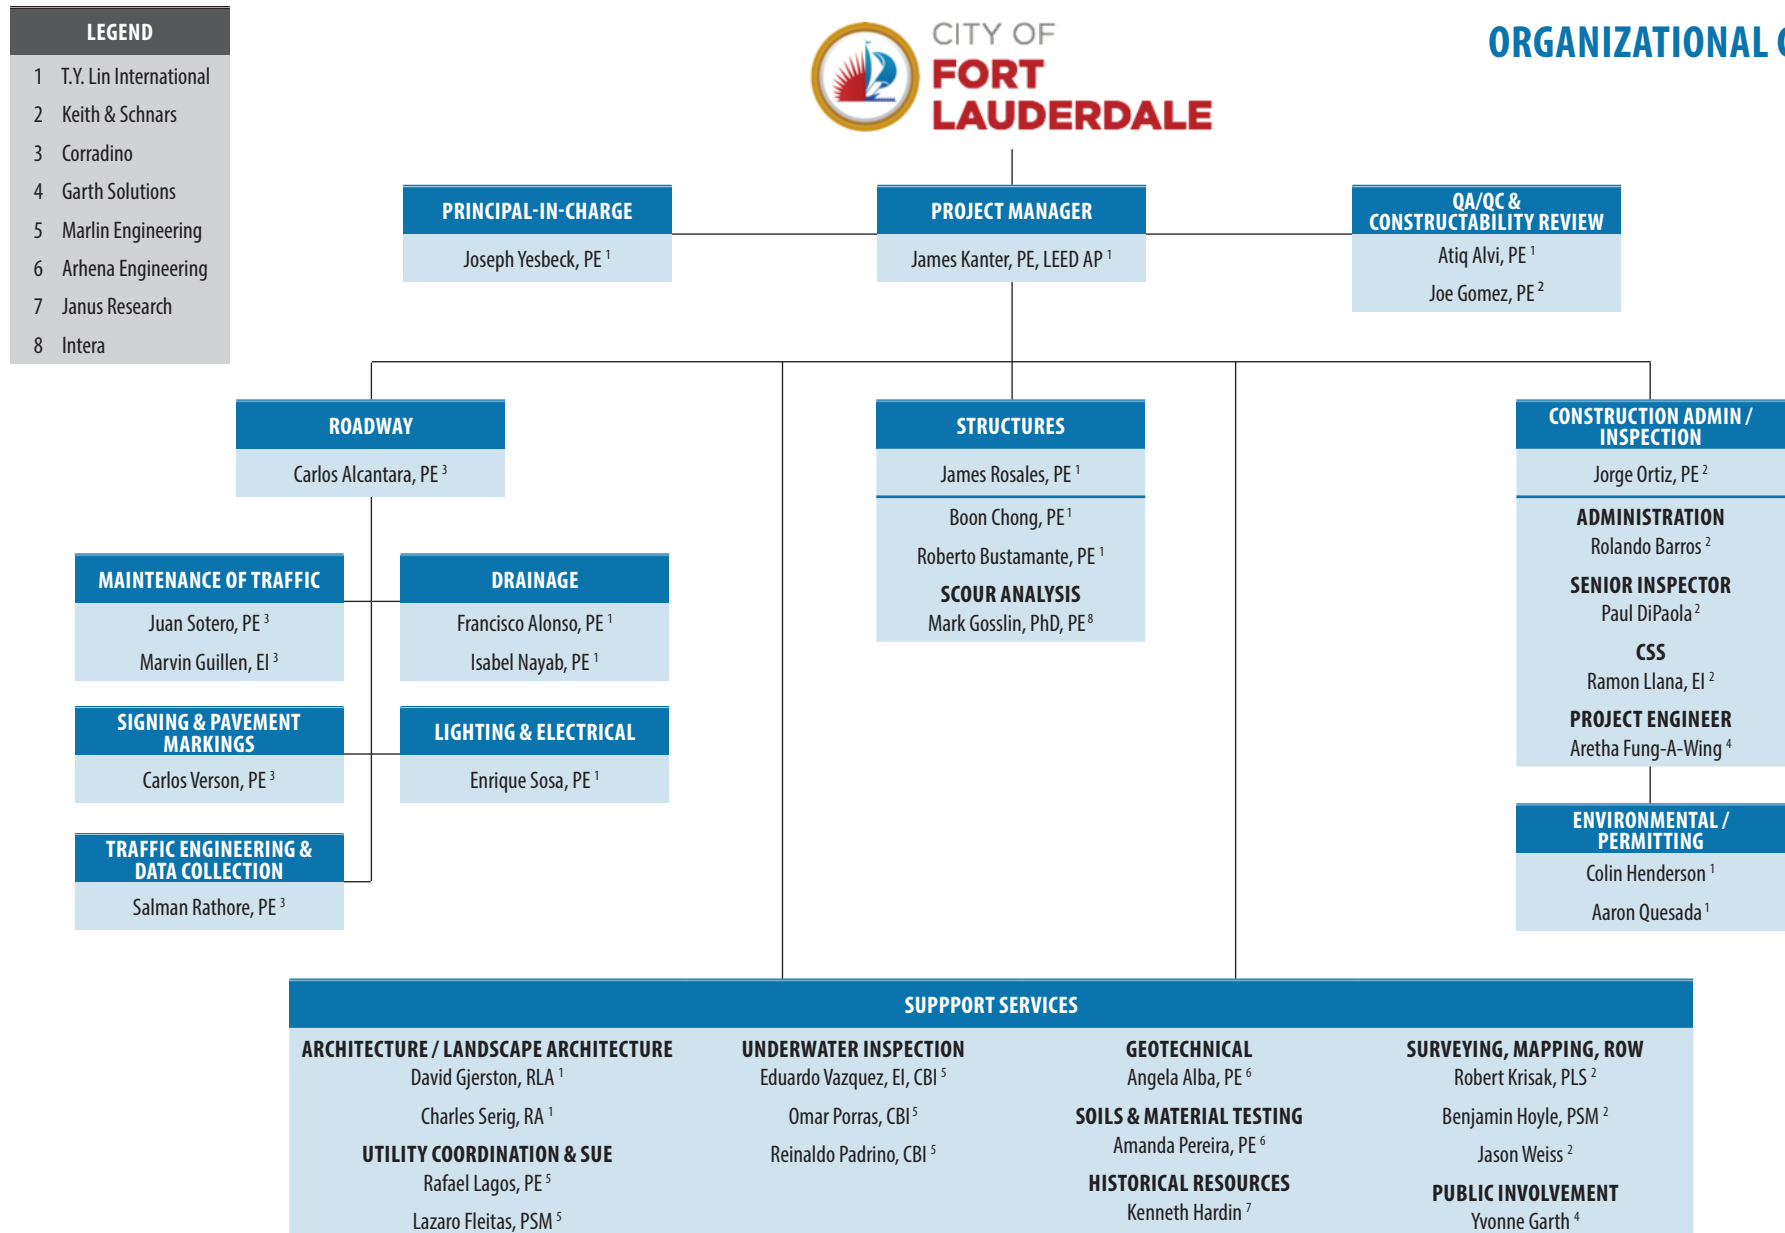 LEGEND
1 T.Y. Lin International
2 Keith & Schnars
3 Corradino
4 Garth Solutions
5 Marlin Engineering
6 Arhena Engineering
7 Janus Research
8 Intera
CITY OF
FORT
LAUDERDALE
ORGANIZATIONAL
PRINCIPAL-IN-CHARGE
Joseph Yesbeck, PE 1
PROJECT MANAGER
James Kanter, PE, LEED AP 1
QA/QC &
CONSTRUCTABILITY REVIEW
Atiq Alvi, PE 1
Joe Gomez, PE 2
ROADWAY
Carlos Alcantara, PE 3
MAINTENANCE OF TRAFFIC
Juan Sotero, PE 3
Marvin Guillen, EI 3
DRAINAGE
Francisco Alonso, PE 1
Isabel Nayab, PE 1
SIGNING & PAVEMENT
MARKINGS
Carlos Verson, PE 3
LIGHTING & ELECTRICAL
Enrique Sosa, PE 1
TRAFFIC ENGINEERING &
DATA COLLECTION
Salman Rathore, PE 3
STRUCTURES
James Rosales, PE 1
Boon Chong, PE 1
Roberto Bustamante, PE 1
SCOUR ANALYSIS
Mark Gosslin, PhD, PE 8
CONSTRUCTION ADMIN /
INSPECTION
Jorge Ortiz, PE 2
ADMINISTRATION
Rolando Barros 2
SENIOR INSPECTOR
Paul DiPaola 2
CSS
Ramon Llana, EI 2
PROJECT ENGINEER
Aretha Fung-A-Wing 4
ENVIRONMENTAL /
PERMITTING
Colin Henderson 1
Aaron Quesada 1
SUPPPORT SERVICES
ARCHITECTURE / LANDSCAPE ARCHITECTURE
David Gjerston, RLA 1
Charles Serig, RA 1
UTILITY COORDINATION & SUE
Rafael Lagos, PE 5
Lazaro Fleitas, PSM 5
UNDERWATER INSPECTION
Eduardo Vazquez, EI, CBI 5
Omar Porras, CBI 5
Reinaldo Padrino, CBI 5
GEOTECHNICAL
Angela Alba, PE 6
SOILS & MATERIAL TESTING
Amanda Pereira, PE 6
HISTORICAL RESOURCES
Kenneth Hardin 7
SURVEYING, MAPPING, ROW
Robert Krisak, PLS 2
Benjamin Hoyle, PSM 2
Jason Weiss 2
PUBLIC INVOLVEMENT
Yvonne Garth 4